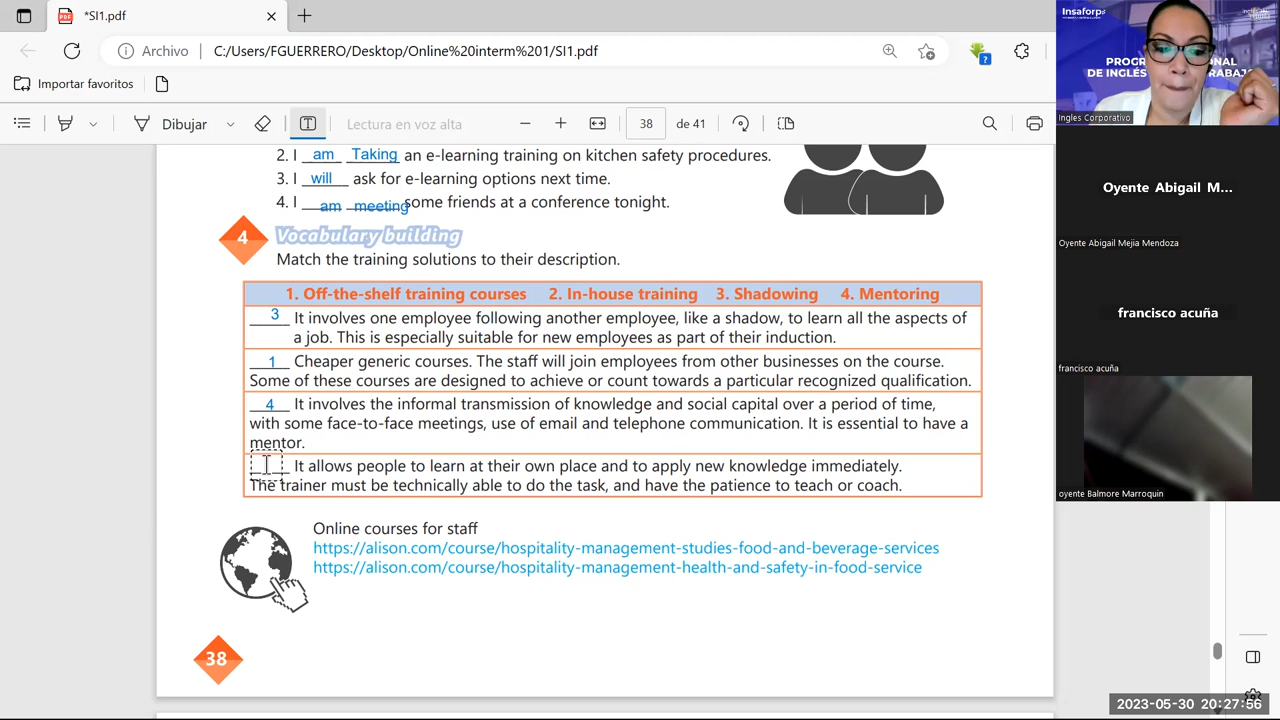 *SI1.pdf
Archivo C:/Users/FGUERRERO/Desktop/Online%20interm%201/SI1.pdf
Importar favoritos
Dibujar Lectura en voz alta 38 de 41
2. I am Taking an e-learning training on kitchen safety procedures.
3. I will ask for e-learning options next time.
4. I am meeting some friends at a conference tonight.
4 Vocabulary building
Match the training solutions to their description.
1. Off-the-shelf training courses 2. In-house training 3. Shadowing 4. Mentoring
3 It involves one employee following another employee, like a shadow, to learn all the aspects of
a job. This is especially suitable for new employees as part of their induction.
1 Cheaper generic courses. The staff will join employees from other businesses on the course.
Some of these courses are designed to achieve or count towards a particular recognized qualification.
4 It involves the informal transmission of knowledge and social capital over a period of time,
with some face-to-face meetings, use of email and telephone communication. It is essential to have a
mentor.
It allows people to learn at their own place and to apply new knowledge immediately.
The trainer must be technically able to do the task, and have the patience to teach or coach.
Online courses for staff
https://alison.com/course/hospitality-management-studies-food-and-beverage-services
https://alison.com/course/hospitality-management-health-and-safety-in-food-service
38
Insaforp
Ingles Corporativo
Oyente Abigail M...
Oyente Abigail Mejia Mendoza
francisco acuña
francisco acuña
oyente Balmore Marroquin
2023-05-30 20:27:56